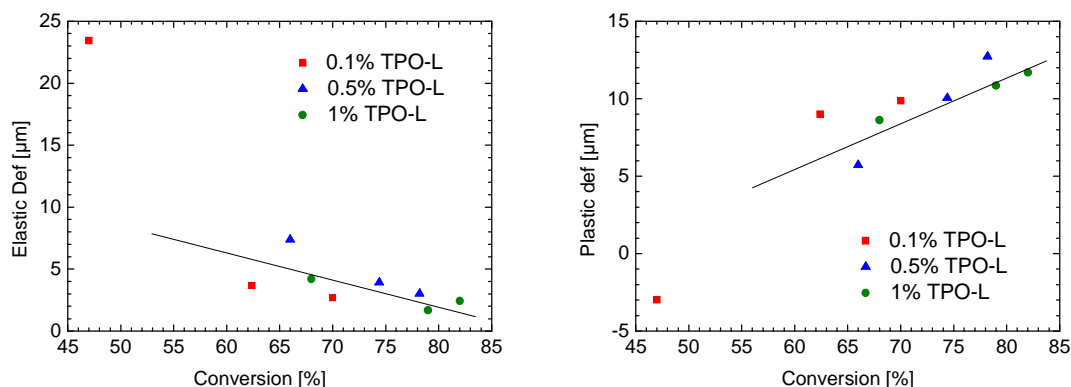 Elastic Def [µm]
25
20
15
10
5
0
0.1% TPO-L
0.5% TPO-L
1% TPO-L
45 50 55 60 65 70 75 80 85
Conversion [%]
Plastic def [µm]
15
10
5
0
-5
0.1% TPO-L
0.5% TPO-L
1% TPO-L
45 50 55 60 65 70 75 80 85
Conversion [%]